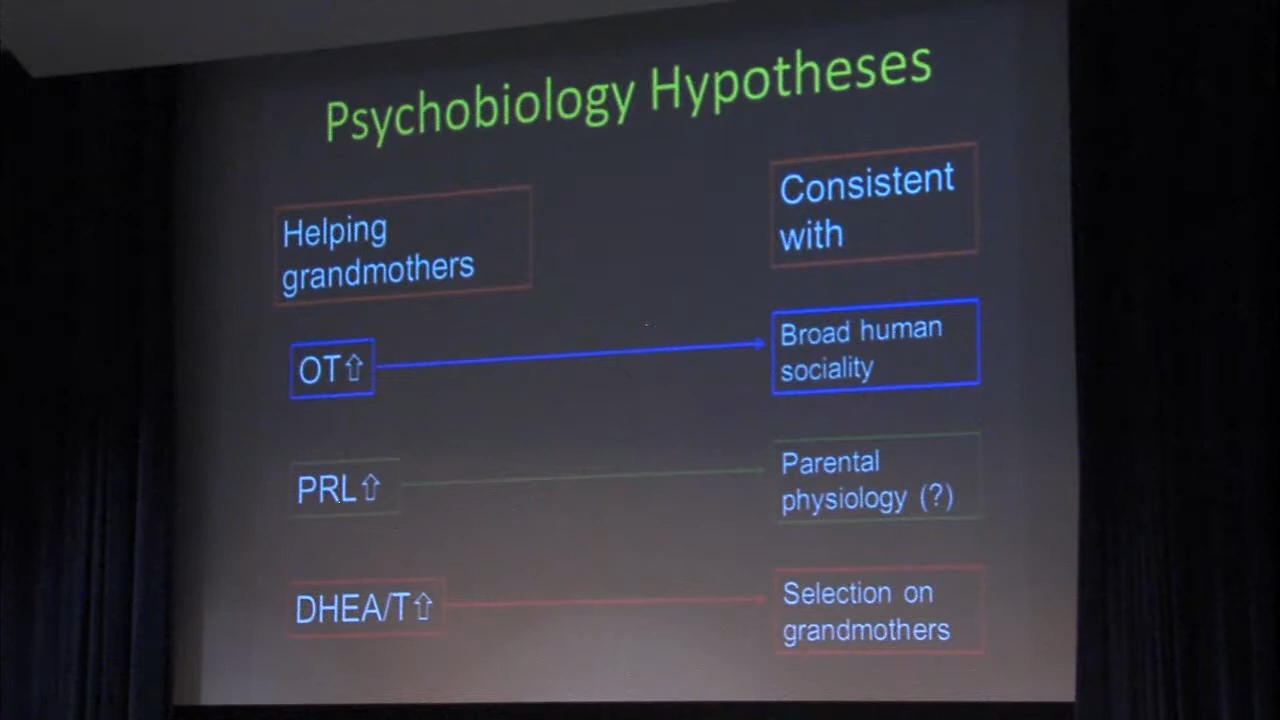 Psychobiology Hypotheses
Helping
grandmothers
Consistent
with
OT⇧
Broad human
sociality
PRL⇧
Parental
physiology (?)
DHEA/T⇧
Selection on
grandmothers